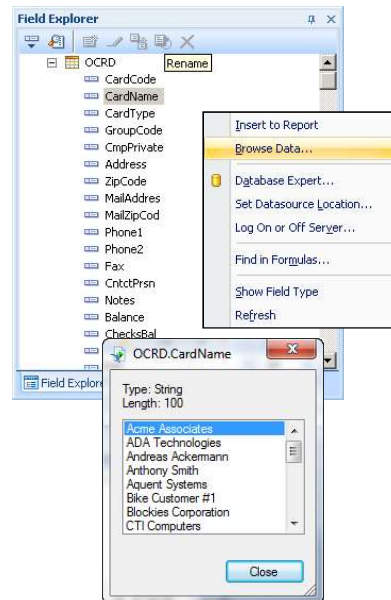 Field Explorer
Rename
OCRD
CardCode
CardName
CardType
GroupCode
CmpPrivate
Address
ZipCode
MailAddres
MailZipCod
Phone1
Phone2
Fax
CntctPrsn
Notes
Balance
ChecksBal
Field Explore
Insert to Report
Browse Data...
Database Expert...
Set Datasource Location...
Log On or Off Server...
Find in Formulas...
Show Field Type
Refresh
OCRD.CardName
Type: String
Length: 100
Acme Associates
ADA Technologies
Andreas Ackermann
Anthony Smith
Aquent Systems
Bike Customer #1
Blockies Corporation
CTI Computers
Close